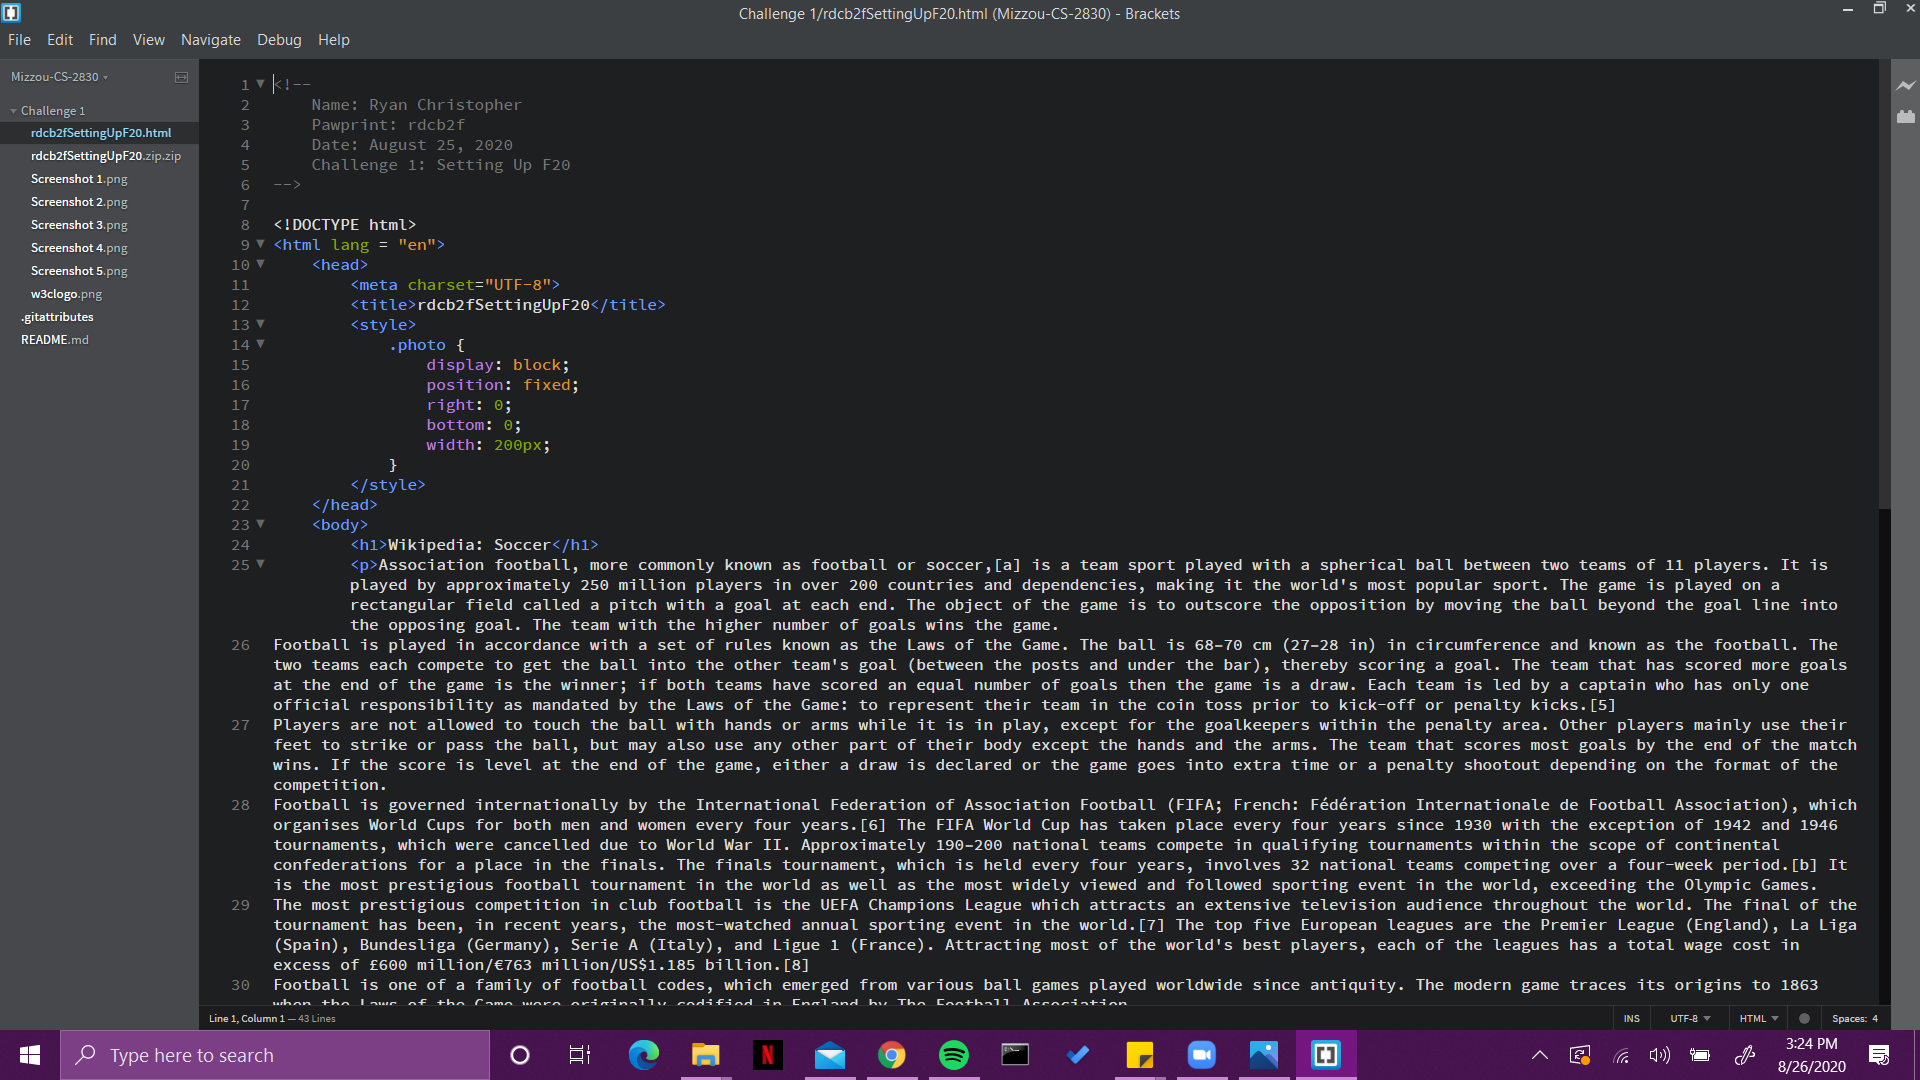 Challenge 1/rdcb2fSettingUpF20.html (Mizzou-CS-2830) - Brackets
File Edit Find View Navigate Debug Help
Mizzou-CS-2830
Challenge 1
rdcb2fSettingUpF20.html
rdcb2fSettingUpF20.zip.zip
Screenshot 1.png
Screenshot 2.png
Screenshot 3.png
Screenshot 4.png
Screenshot 5.png
w3clogo.png
.gitattributes
README.md
1 <!--
2 Name: Ryan Christopher
3 Pawprint: rdcb2f
4 Date: August 25, 2020
5 Challenge 1: Setting Up F20
6 -->
7
8 <!DOCTYPE html>
9 <html lang = "en">
10 <head>
11 <meta charset="UTF-8">
12 <title>rdcb2fSettingUpF20</title>
13 <style>
14 .photo {
15 display: block;
16 position: fixed;
17 right: 0;
18 bottom: 0;
19 width: 200px;
20 }
21 </style>
22 </head>
23 <body>
24 <h1>Wikipedia: Soccer</h1>
25 <p>Association football, more commonly known as football or soccer,[a] is a team sport played with a spherical ball between two teams of 11 players. It is
played by approximately 250 million players in over 200 countries and dependencies, making it the world's most popular sport. The game is played on a
rectangular field called a pitch with a goal at each end. The object of the game is to outscore the opposition by moving the ball beyond the goal line into
the opposing goal. The team with the higher number of goals wins the game.
26 Football is played in accordance with a set of rules known as the Laws of the Game. The ball is 68–70 cm (27–28 in) in circumference and known as the football. The
two teams each compete to get the ball into the other team's goal (between the posts and under the bar), thereby scoring a goal. The team that has scored more goals
at the end of the game is the winner; if both teams have scored an equal number of goals then the game is a draw. Each team is led by a captain who has only one
official responsibility as mandated by the Laws of the Game: to represent their team in the coin toss prior to kick-off or penalty kicks.[5]
27 Players are not allowed to touch the ball with hands or arms while it is in play, except for the goalkeepers within the penalty area. Other players mainly use their
feet to strike or pass the ball, but may also use any other part of their body except the hands and the arms. The team that scores most goals by the end of the match
wins. If the score is level at the end of the game, either a draw is declared or the game goes into extra time or a penalty shootout depending on the format of the
competition.
28 Football is governed internationally by the International Federation of Association Football (FIFA; French: Fédération Internationale de Football Association), which
organises World Cups for both men and women every four years.[6] The FIFA World Cup has taken place every four years since 1930 with the exception of 1942 and 1946
tournaments, which were cancelled due to World War II. Approximately 190–200 national teams compete in qualifying tournaments within the scope of continental
confederations for a place in the finals. The finals tournament, which is held every four years, involves 32 national teams competing over a four-week period.[b] It
is the most prestigious football tournament in the world as well as the most widely viewed and followed sporting event in the world, exceeding the Olympic Games.
29 The most prestigious competition in club football is the UEFA Champions League which attracts an extensive television audience throughout the world. The final of the
tournament has been, in recent years, the most-watched annual sporting event in the world.[7] The top five European leagues are the Premier League (England), La Liga
(Spain), Bundesliga (Germany), Serie A (Italy), and Ligue 1 (France). Attracting most of the world's best players, each of the leagues has a total wage cost in
excess of £600 million/€763 million/US$1.185 billion.[8]
30 Football is one of a family of football codes, which emerged from various ball games played worldwide since antiquity. The modern game traces its origins to 1863
when the Laws of the Game were originally codified in England by The Football Association.
Line 1, Column 1 — 43 Lines
INS UTF-8 HTML Spaces: 4
Type here to search
N
3:24 PM
8/26/2020